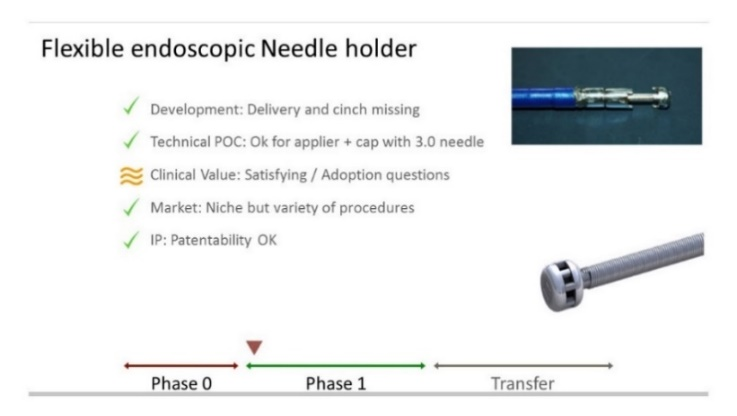 Flexible endoscopic Needle holder
Development: Delivery and cinch missing
Technical POC: Ok for applier + cap with 3.0 needle
Clinical Value: Satisfying / Adoption questions
Market: Niche but variety of procedures
IP: Patentability OK
Phase 0 Phase 1 Transfer